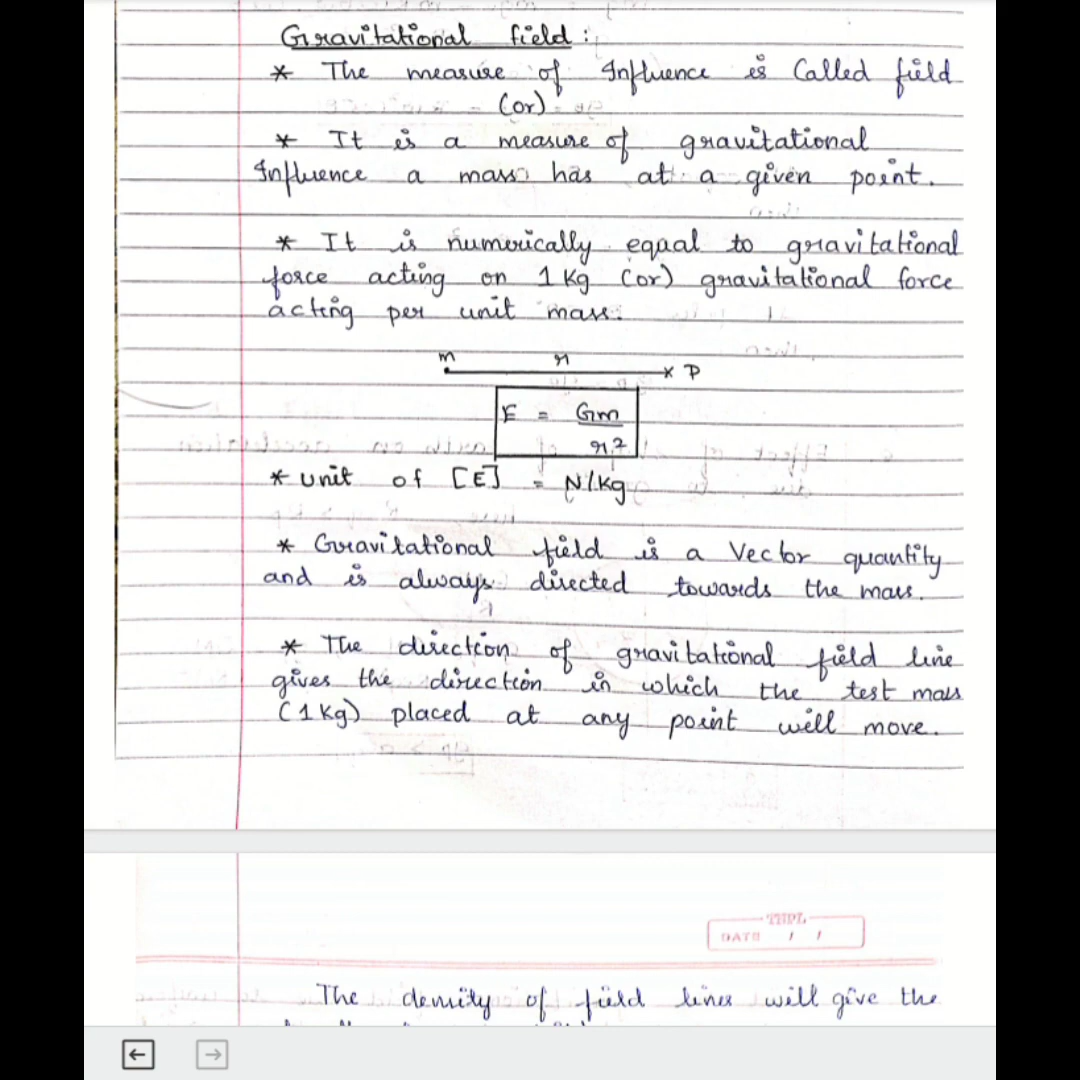 Gravitational field :
* The measure of Influence is Called field
(or)
* It is a measure of gravitational
Influence a mass has at a given point.
* It is numerically equal to gravitational
force acting on 1 Kg (or) gravitational force
acting per unit mass.
m r P
E = Gm
r²
* unit of [E] = N/Kg
* Gravitational field is a Vector quantity
and is always directed towards the mass.
* The direction of gravitational field line
gives the direction in which the test mass
(1 Kg) placed at any point will move.
DATE / /
The density of field lines will give the